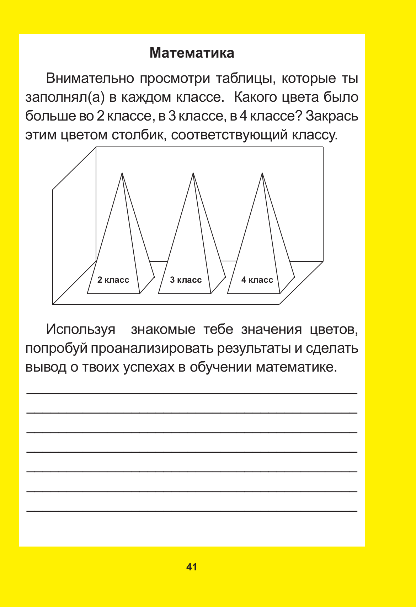 Математика
Внимательно просмотри таблицы, которые ты
заполнял(а) в каждом классе. Какого цвета было
больше во 2 классе, в 3 классе, в 4 классе? Закрась
этим цветом столбик, соответствующий классу.
2 класс 3 класс 4 класс
Используя знакомые тебе значения цветов,
попробуй проанализировать результаты и сделать
вывод о твоих успехах в обучении математике.
41